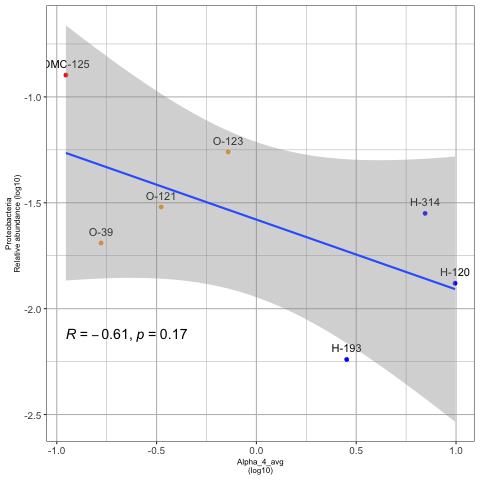 OMC-125
O-123
O-121
H-314
O-39
H-120
H-193
R = −0.61, p = 0.17
-1.0
-1.5
-2.0
-2.5
-1.0
-0.5
0.0
0.5
1.0
Proteobacteria
Relative abundance (log10)
Alpha_4_avg
(log10)